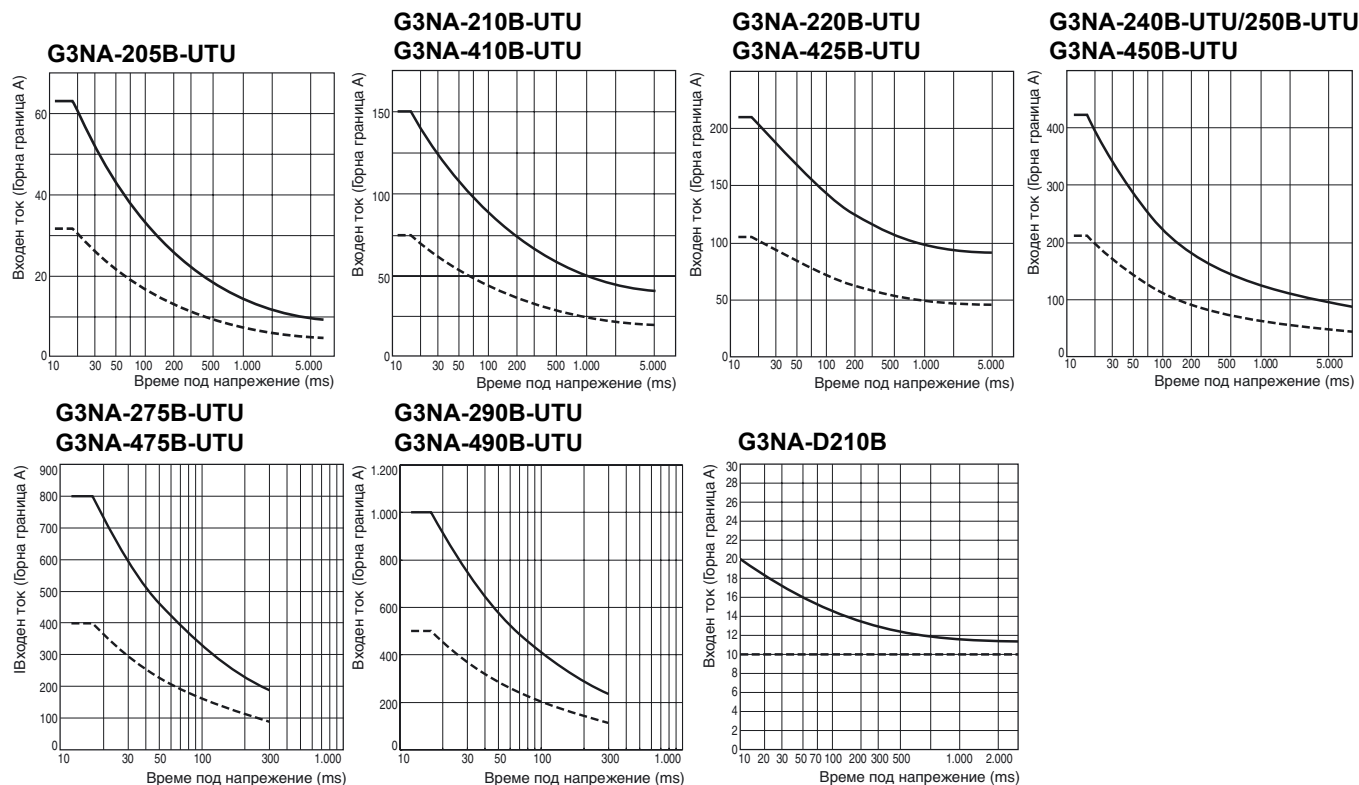 G3NA-205B-UTU
Входен ток (Горна граница A)
60
40
20
0
10 30 50 100 200 500 1.000 5.000
Време под напрежение (ms)
G3NA-210B-UTU
G3NA-410B-UTU
Входен ток (Горна граница A)
150
100
50
0
10 30 50 100 200 500 1.000 5.000
Време под напрежение (ms)
G3NA-220B-UTU
G3NA-425B-UTU
Входен ток (Горна граница A)
200
150
100
50
0
10 30 50 100 200 500 1.000 5.000
Време под напрежение (ms)
G3NA-240B-UTU/250B-UTU
G3NA-450B-UTU
Входен ток (Горна граница A)
400
300
200
100
0
10 30 50 100 200 500 1.000 5.000
Време под напрежение (ms)
G3NA-275B-UTU
G3NA-475B-UTU
IВходен ток (Горна граница A)
900
800
700
600
500
400
300
200
100
0
10 30 50 100 300 1.000
Време под напрежение (ms)
G3NA-290B-UTU
G3NA-490B-UTU
Входен ток (Горна граница A)
1.200
1.000
800
600
400
200
0
10 30 50 100 300 1.000
Време под напрежение (ms)
G3NA-D210B
Входен ток (Горна граница A)
30
28
26
24
22
20
18
16
14
12
10
8
6
4
2
0
10 20 30 50 70 100 200 300 500 1.000 2.000
Време под напрежение (ms)